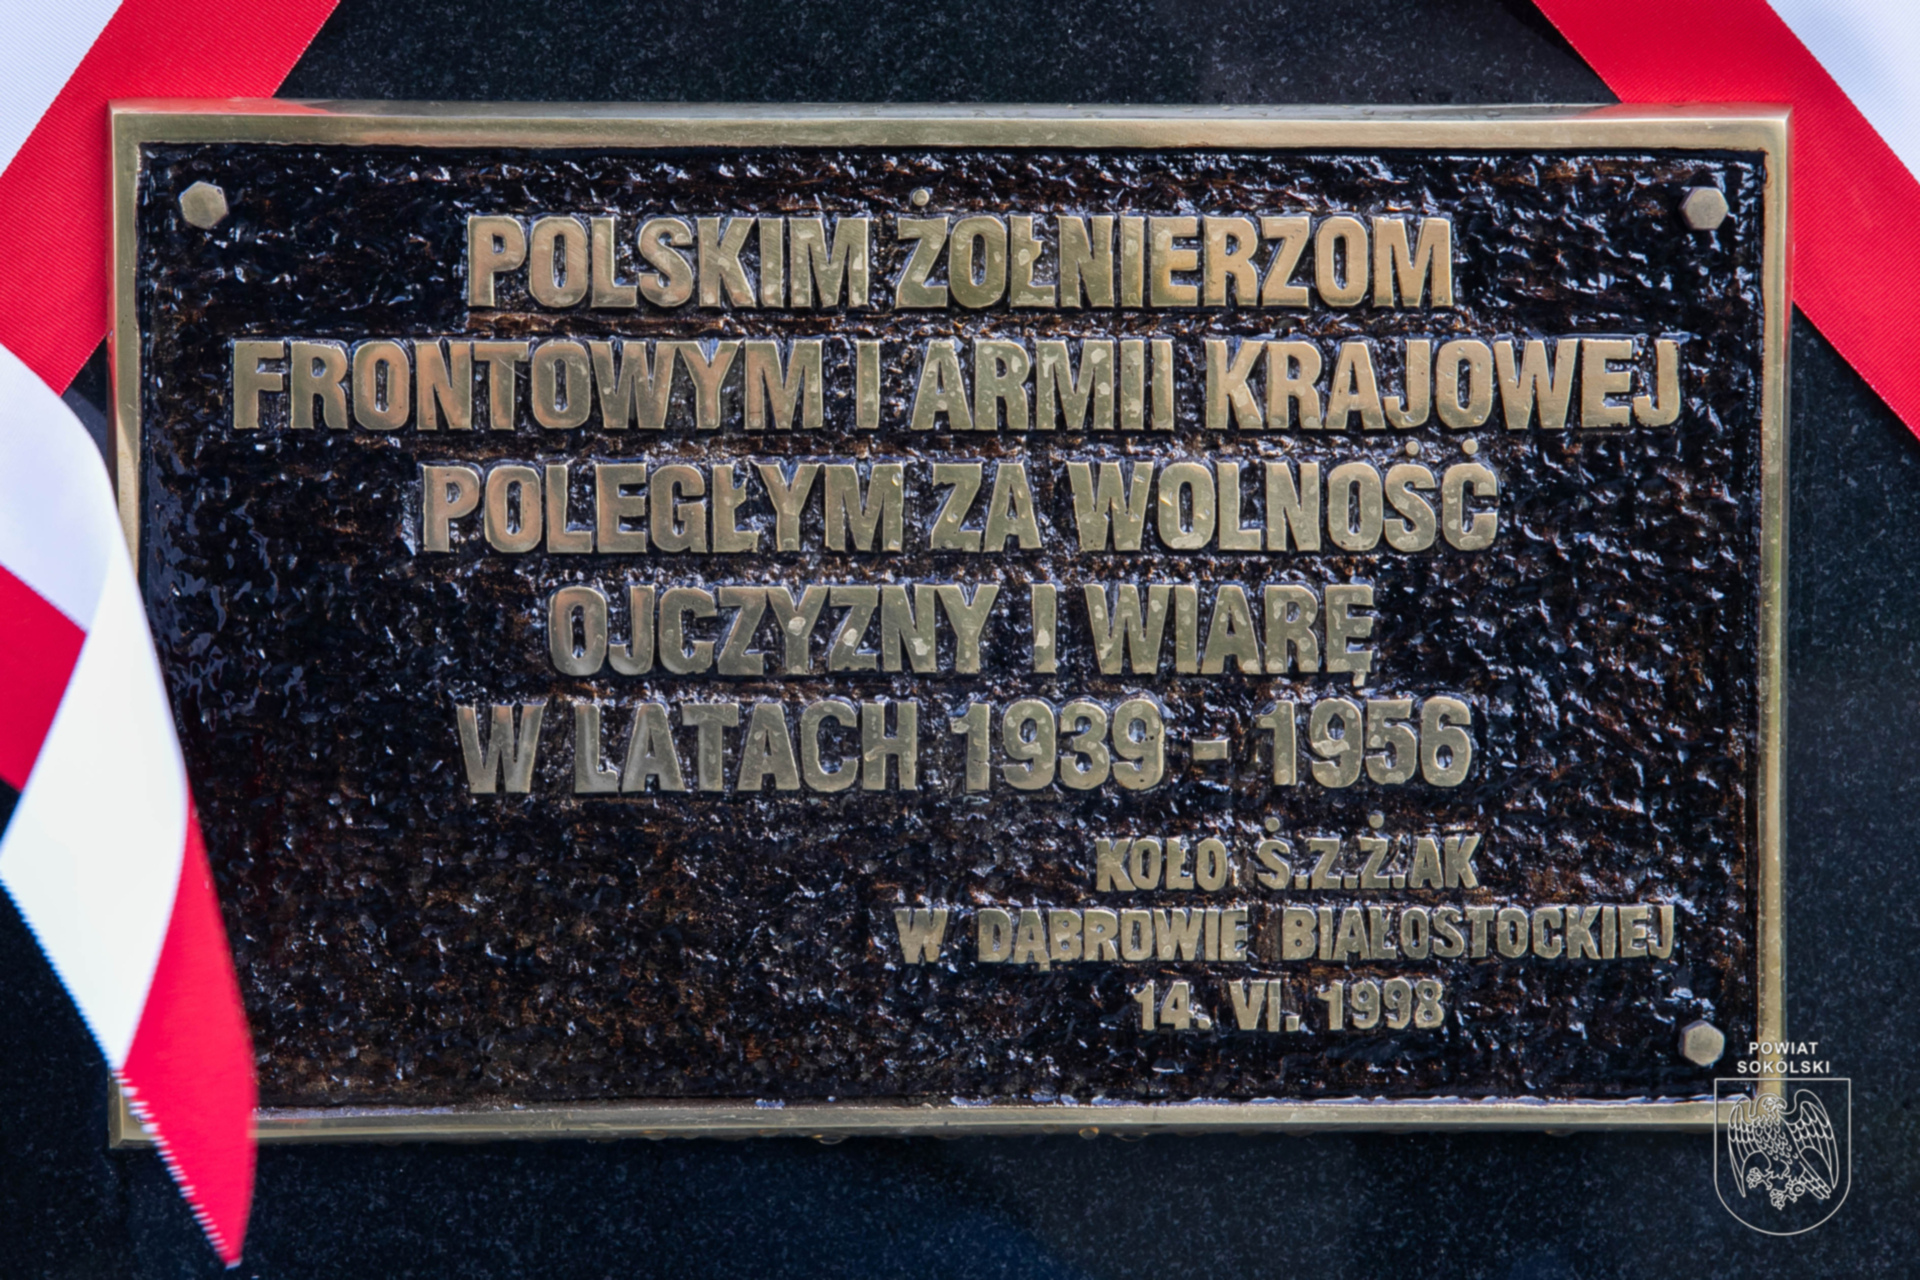 POLSKIM ŻOŁNIERZOM
FRONTOWYM I ARMII KRAJOWEJ
POLEGŁYM ZA WOLNOŚĆ
OJCZYZNY I WIARĘ
W LATACH 1939 - 1956
KOŁO Ś.Z.Ż.AK
W DĄBROWIE BIAŁOSTOCKIEJ
14. VI. 1998
POWIAT
SOKÓLSKI